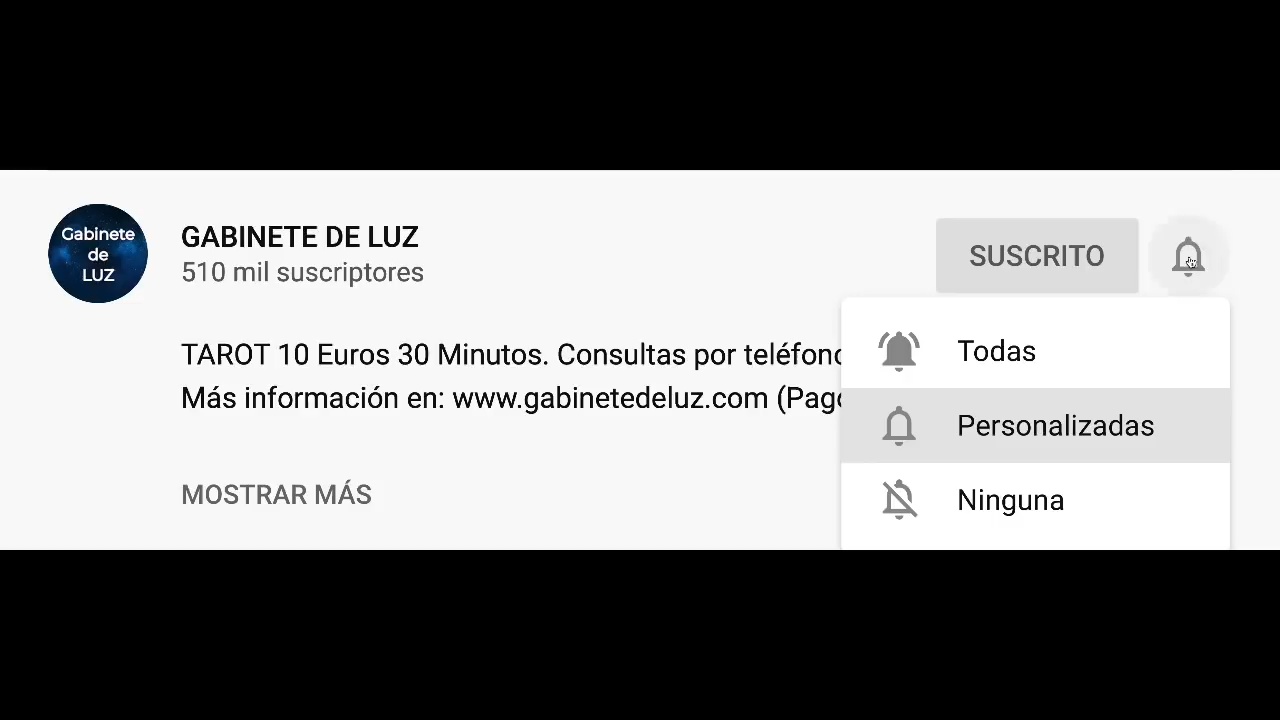 Gabinete
de
LUZ
GABINETE DE LUZ
510 mil suscriptores
SUSCRITO
TAROT 10 Euros 30 Minutos. Consultas por teléfono
Más información en: www.gabinetedeluz.com (Pago
MOSTRAR MÁS
Todas
Personalizadas
Ninguna